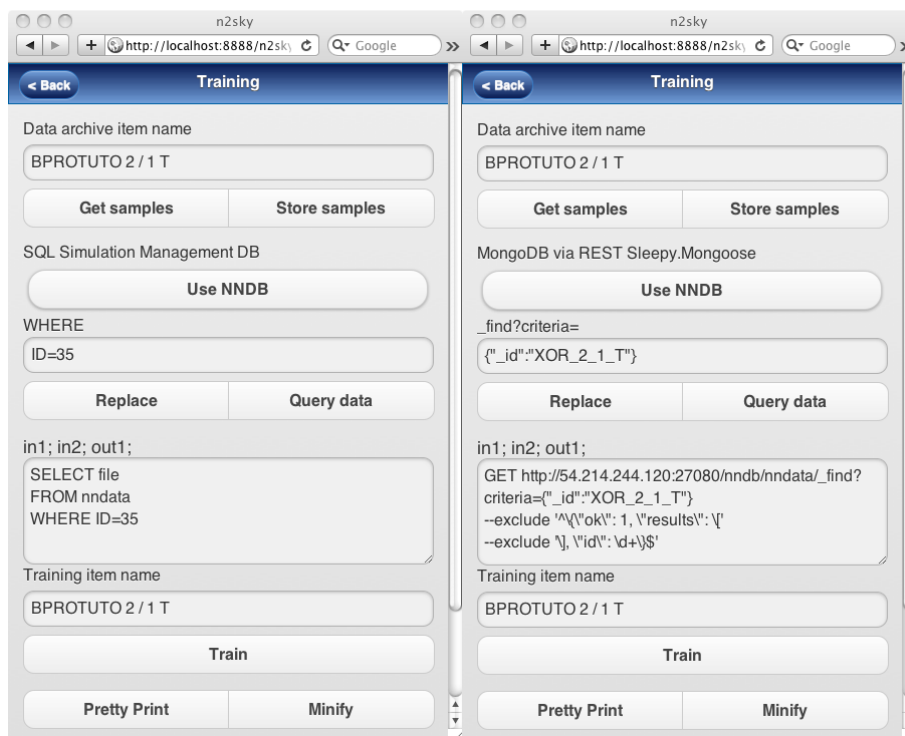 n2sky
http://localhost:8888/n2sky
Google
< Back
Training
Data archive item name
BPROTUTO 2 / 1 T
Get samples
Store samples
SQL Simulation Management DB
Use NNDB
WHERE
ID=35
Replace
Query data
in1; in2; out1;
SELECT file
FROM nndata
WHERE ID=35
Training item name
BPROTUTO 2 / 1 T
Train
Pretty Print
Minify
n2sky
http://localhost:8888/n2sky
Google
< Back
Training
Data archive item name
BPROTUTO 2 / 1 T
Get samples
Store samples
MongoDB via REST Sleepy.Mongoose
Use NNDB
_find?criteria=
{"_id":"XOR_2_1_T"}
Replace
Query data
in1; in2; out1;
GET http://54.214.244.120:27080/nndb/nndata/_find?
criteria={"_id":"XOR_2_1_T"}
--exclude '^\{\"ok\": 1, \"results\": \['
--exclude '\], \"id\": \d+\}$'
Training item name
BPROTUTO 2 / 1 T
Train
Pretty Print
Minify